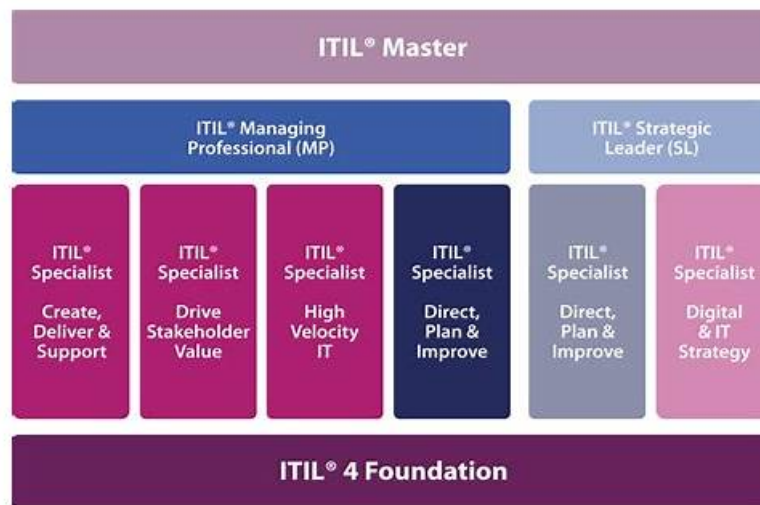 ITIL® Master
ITIL® Managing
Professional (MP)
ITIL® Strategic
Leader (SL)
ITIL®
Specialist
Create,
Deliver &
Support
ITIL®
Specialist
Drive
Stakeholder
Value
ITIL®
Specialist
High
Velocity
IT
ITIL®
Specialist
Direct,
Plan &
Improve
ITIL®
Specialist
Direct,
Plan &
Improve
ITIL®
Specialist
Digital
& IT
Strategy
ITIL® 4 Foundation